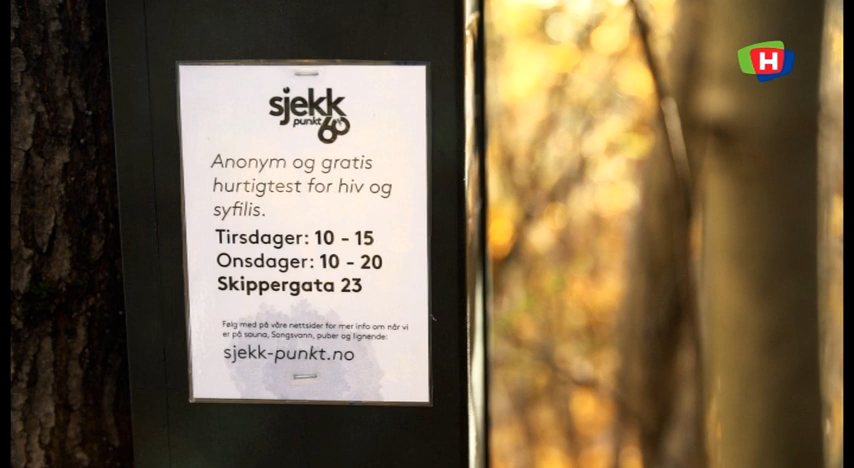 H
sjekk
punkt
Anonym og gratis
hurtigtest for hiv og
syfilis.
Tirsdager: 10 - 15
Onsdager: 10 - 20
Skippergata 23
Følg med på våre nettsider for mer info om når vi
er på sauna, Songsvann, puber og lignende:
sjekk-punkt.no